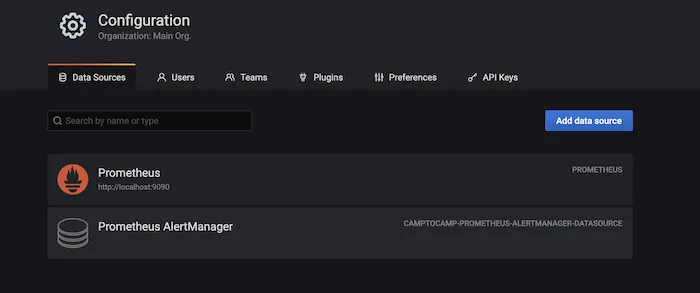 Configuration
Organization: Main Org.
Data Sources Users Teams Plugins Preferences API Keys
Search by name or type
Add data source
Prometheus
PROMETHEUS
http://localhost:9090
Prometheus AlertManager
CAMPTOCAMP-PROMETHEUS-ALERTMANAGER-DATASOURCE